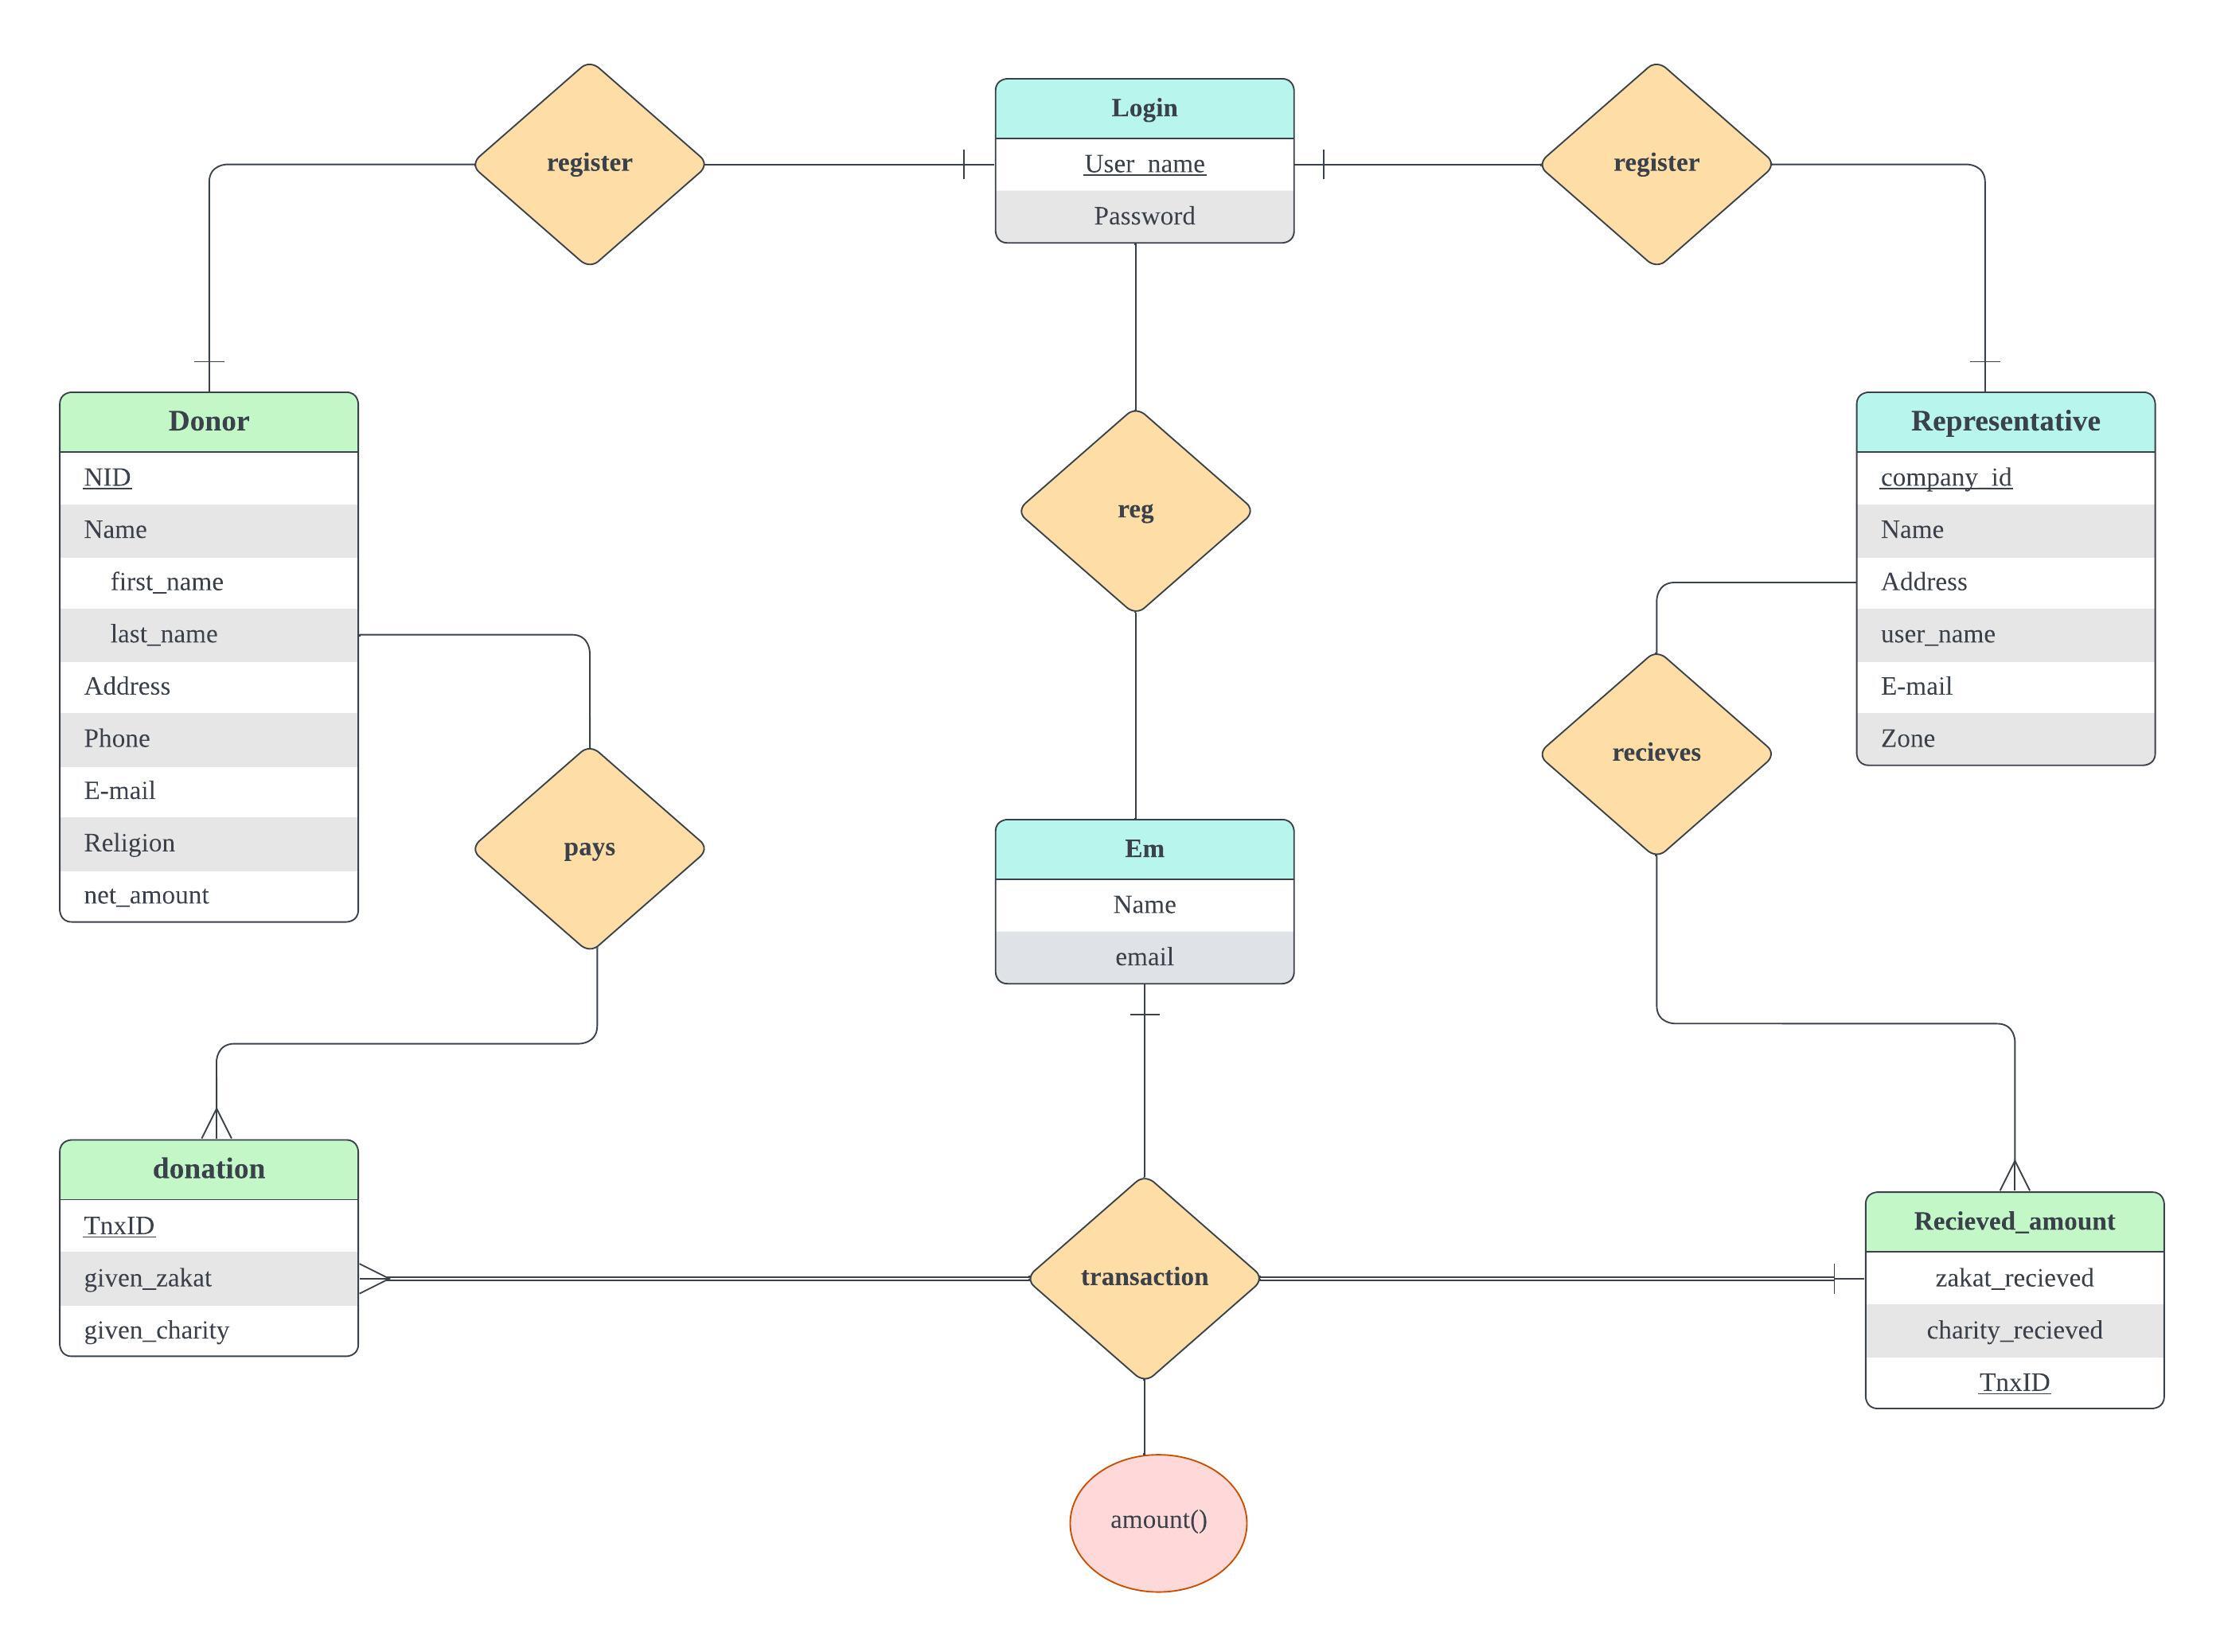 register
Login
User_name
Password
register
Donor
NID
Name
first_name
last_name
Address
Phone
E-mail
Religion
net_amount
reg
Representative
company_id
Name
Address
user_name
E-mail
Zone
pays
recieves
Em
Name
email
donation
TnxID
given_zakat
given_charity
transaction
Recieved_amount
zakat_recieved
charity_recieved
TnxID
amount()